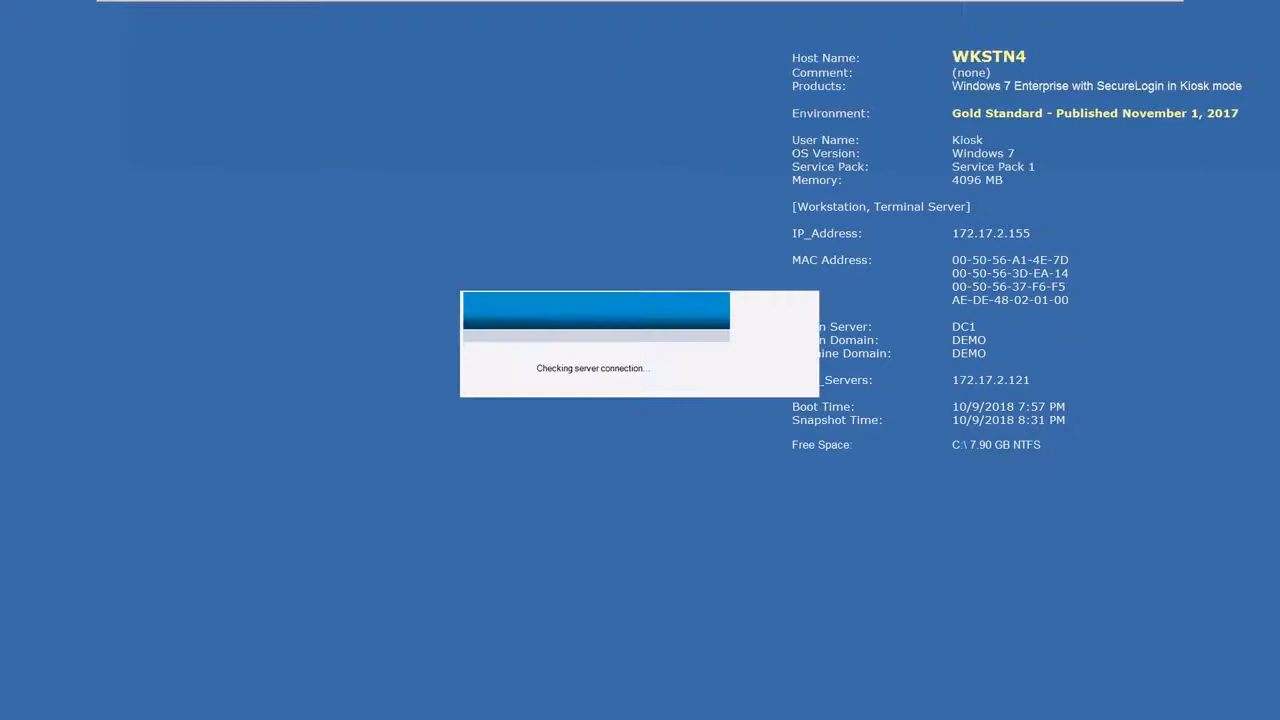 Host Name: WKSTN4
Comment: (none)
Products: Windows 7 Enterprise with SecureLogin in Kiosk mode
Environment: Gold Standard - Published November 1, 2017
User Name: Kiosk
OS Version: Windows 7
Service Pack: Service Pack 1
Memory: 4096 MB
[Workstation, Terminal Server]
IP_Address: 172.17.2.155
MAC Address: 00-50-56-A1-4E-7D
00-50-56-3D-EA-14
00-50-56-37-F6-F5
AE-DE-48-02-01-00
n Server: DC1
n Domain: DEMO
ine Domain: DEMO
Checking server connection...
_Servers: 172.17.2.121
Boot Time: 10/9/2018 7:57 PM
Snapshot Time: 10/9/2018 8:31 PM
Free Space: C:\ 7.90 GB NTFS